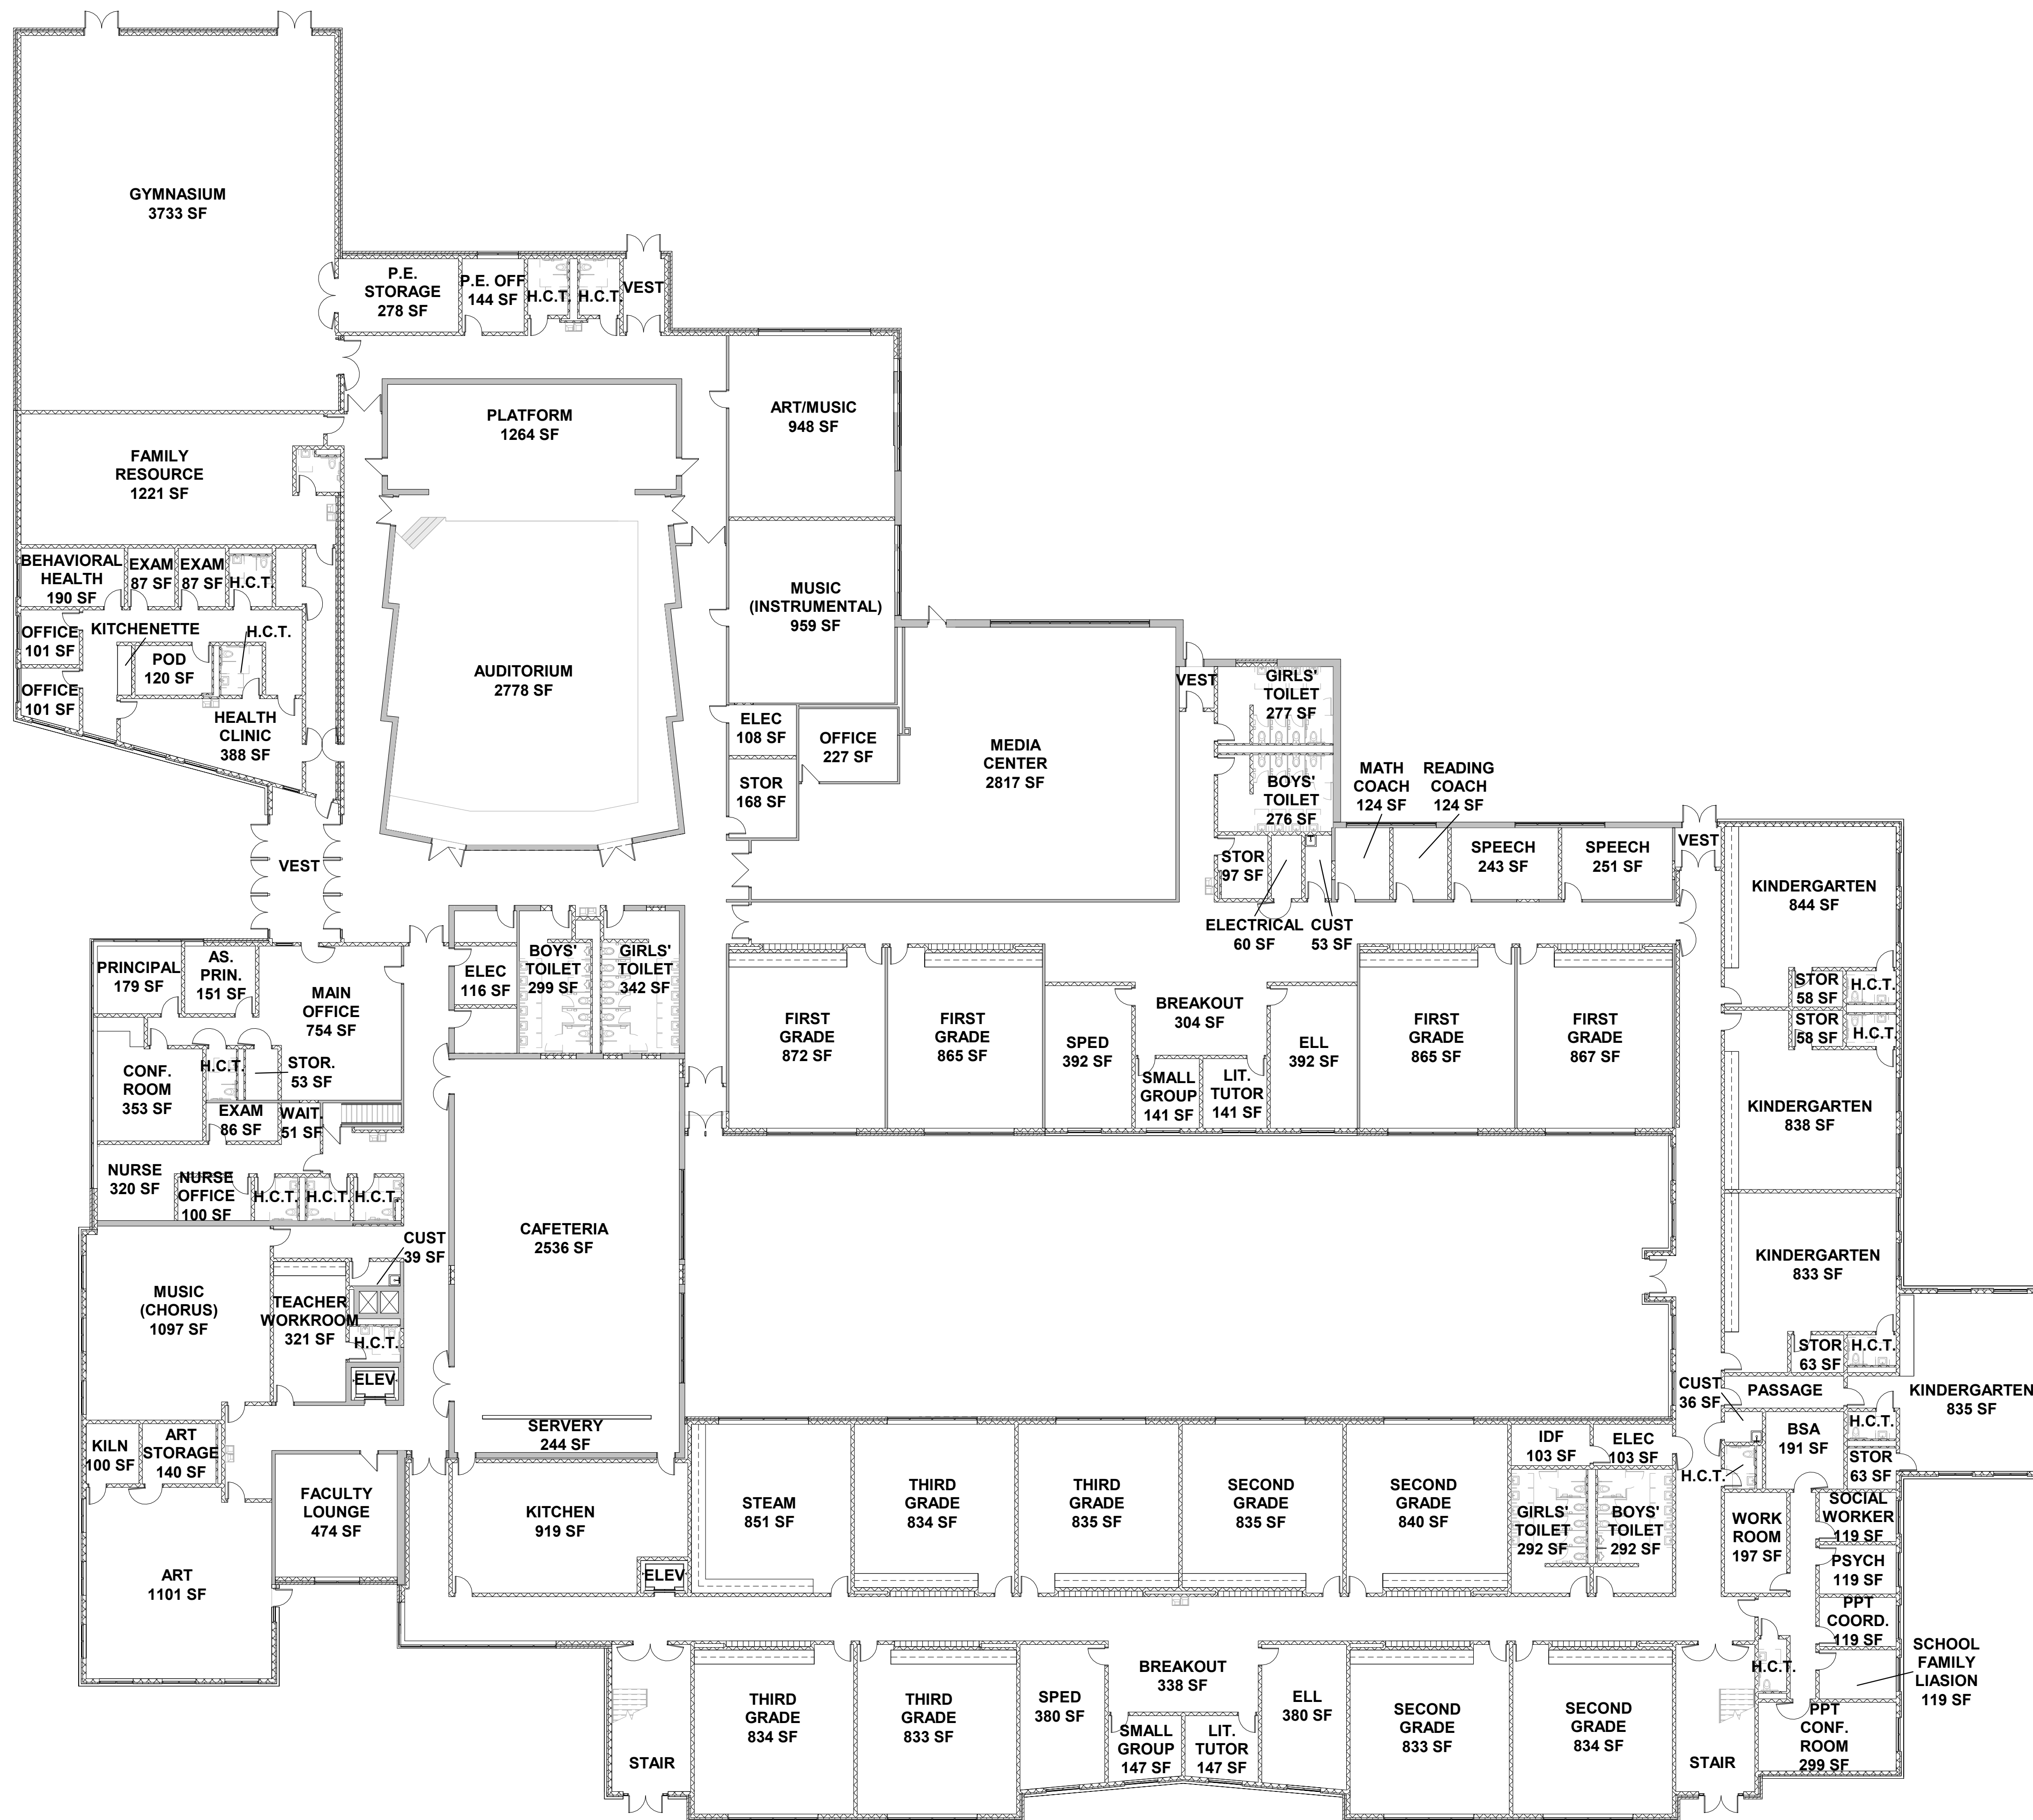 GYMNASIUM
3733 SF
P.E.
STORAGE
278 SF
P.E. OFF
144 SF
H.C.T.
H.C.T.
VEST
PLATFORM
1264 SF
ART/MUSIC
948 SF
FAMILY
RESOURCE
1221 SF
BEHAVIORAL
HEALTH
190 SF
EXAM
87 SF
EXAM
87 SF
H.C.T.
OFFICE
101 SF
KITCHENETTE
H.C.T.
POD
120 SF
OFFICE
101 SF
HEALTH
CLINIC
388 SF
AUDITORIUM
2778 SF
MUSIC
(INSTRUMENTAL)
959 SF
ELEC
108 SF
OFFICE
227 SF
STOR
168 SF
MEDIA
CENTER
2817 SF
VEST
GIRLS'
TOILET
277 SF
BOYS'
TOILET
276 SF
MATH
COACH
124 SF
READING
COACH
124 SF
STOR
97 SF
ELECTRICAL
60 SF
CUST
53 SF
SPEECH
243 SF
SPEECH
251 SF
VEST
KINDERGARTEN
844 SF
STOR
58 SF
H.C.T.
STOR
58 SF
H.C.T.
KINDERGARTEN
838 SF
KINDERGARTEN
833 SF
STOR
63 SF
H.C.T.
VEST
PRINCIPAL
179 SF
AS.
PRIN.
151 SF
MAIN
OFFICE
754 SF
ELEC
116 SF
BOYS'
TOILET
299 SF
GIRLS'
TOILET
342 SF
CONF.
ROOM
353 SF
H.C.T.
STOR.
53 SF
EXAM
86 SF
WAIT.
51 SF
NURSE
320 SF
NURSE
OFFICE
100 SF
H.C.T.
H.C.T.
H.C.T.
FIRST
GRADE
872 SF
FIRST
GRADE
865 SF
SPED
392 SF
BREAKOUT
304 SF
SMALL
GROUP
141 SF
LIT.
TUTOR
141 SF
ELL
392 SF
FIRST
GRADE
865 SF
FIRST
GRADE
867 SF
CAFETERIA
2536 SF
CUST
39 SF
MUSIC
(CHORUS)
1097 SF
TEACHER
WORKROOM
321 SF
H.C.T.
ELEV
SERVERY
244 SF
KILN
100 SF
ART
STORAGE
140 SF
FACULTY
LOUNGE
474 SF
ART
1101 SF
KITCHEN
919 SF
ELEV
STEAM
851 SF
THIRD
GRADE
834 SF
THIRD
GRADE
835 SF
SECOND
GRADE
835 SF
SECOND
GRADE
840 SF
IDF
103 SF
ELEC
103 SF
GIRLS'
TOILET
292 SF
BOYS'
TOILET
292 SF
CUST
36 SF
PASSAGE
KINDERGARTEN
835 SF
BSA
191 SF
H.C.T.
STOR
63 SF
H.C.T.
WORK
ROOM
197 SF
SOCIAL
WORKER
119 SF
PSYCH
119 SF
PPT
COORD.
119 SF
SCHOOL
FAMILY
LIASION
119 SF
H.C.T.
PPT
CONF.
ROOM
299 SF
STAIR
THIRD
GRADE
834 SF
THIRD
GRADE
833 SF
SPED
380 SF
BREAKOUT
338 SF
SMALL
GROUP
147 SF
LIT.
TUTOR
147 SF
ELL
380 SF
SECOND
GRADE
833 SF
SECOND
GRADE
834 SF
STAIR